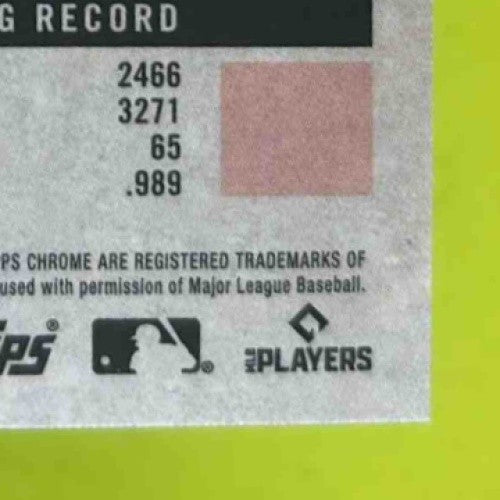 G RECORD
2466
3271
65
.989
PS CHROME ARE REGISTERED TRADEMARKS OF
used with permission of Major League Baseball.
PS®
®
MLB PLAYERS